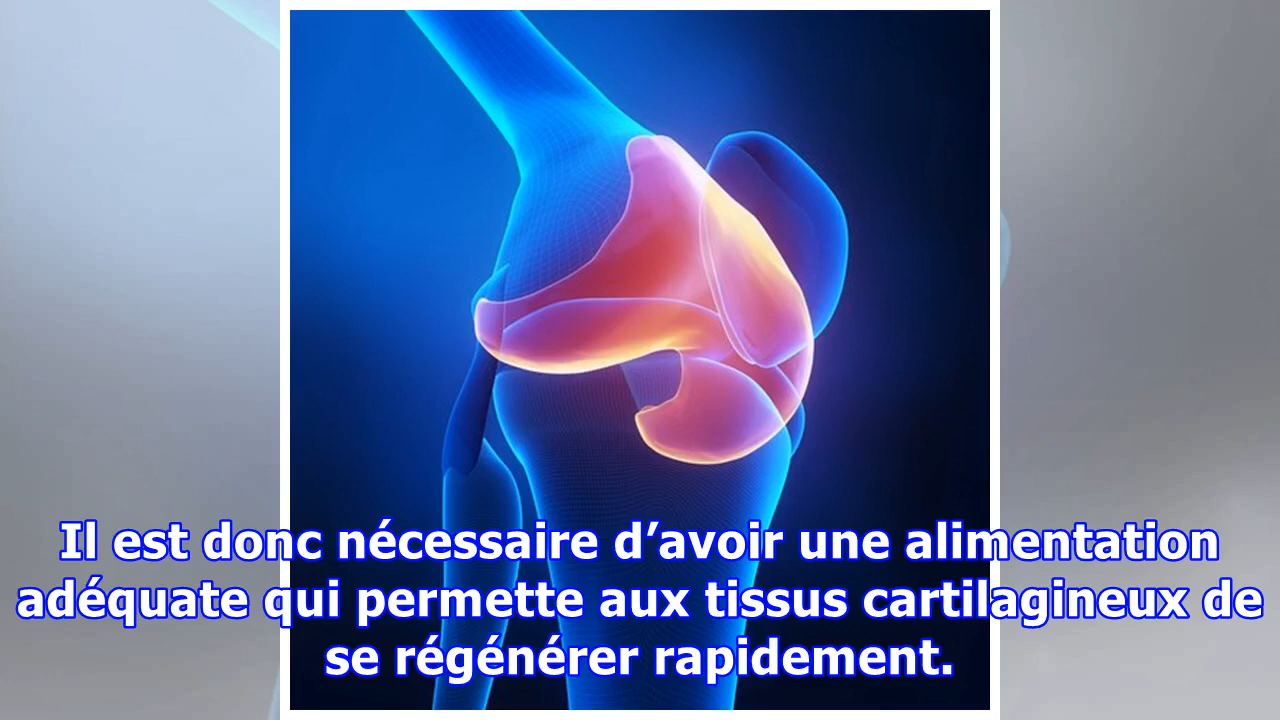 Il est donc nécessaire d’avoir une alimentation
adéquate qui permette aux tissus cartilagineux de
se régénérer rapidement.